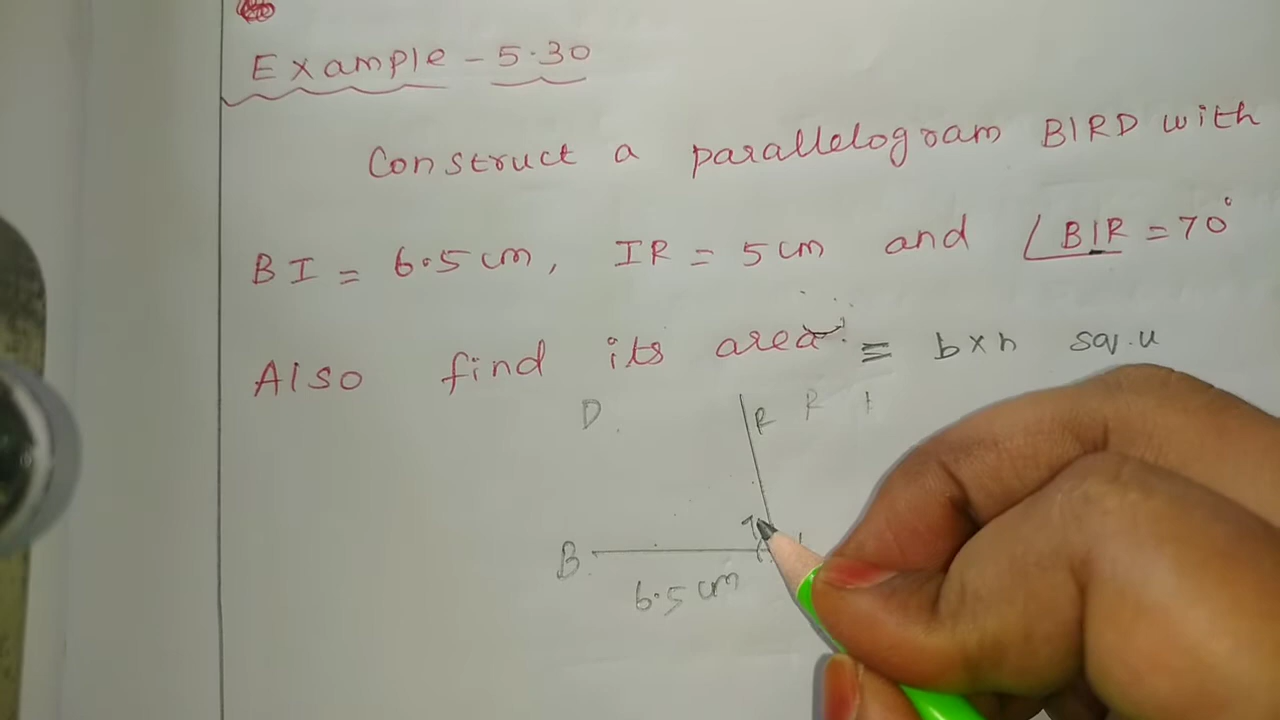 Example - 5.30
Construct a parallelogram BIRD with
BI = 6.5 cm, IR = 5 cm and ∠BIR = 70°
Also find its area. = b×h sq.u
D R R
B
6.5 cm